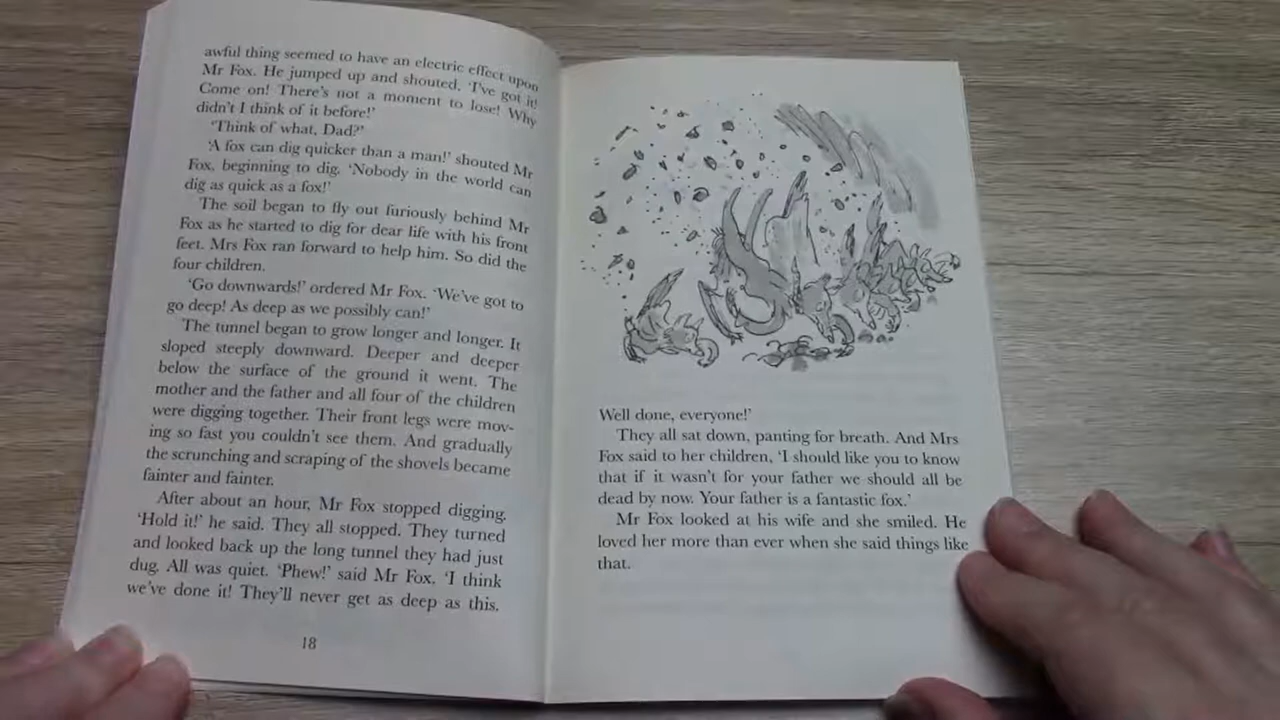 awful thing seemed to have an electric effect upon
Mr Fox. He jumped up and shouted, 'I've got it!
Come on! There's not a moment to lose! Why
didn't I think of it before!'
'Think of what, Dad?'
'A fox can dig quicker than a man!' shouted Mr
Fox, beginning to dig. 'Nobody in the world can
dig as quick as a fox!'
The soil began to fly out furiously behind Mr
Fox as he started to dig for dear life with his front
feet. Mrs Fox ran forward to help him. So did the
four children.
'Go downwards!' ordered Mr Fox. 'We've got to
go deep! As deep as we possibly can!'
The tunnel began to grow longer and longer. It
sloped steeply downward. Deeper and deeper
below the surface of the ground it went. The
mother and the father and all four of the children
were digging together. Their front legs were mov-
ing so fast you couldn't see them. And gradually
the scrunching and scraping of the shovels became
fainter and fainter.
After about an hour, Mr Fox stopped digging.
'Hold it!' he said. They all stopped. They turned
and looked back up the long tunnel they had just
dug. All was quiet. 'Phew!' said Mr Fox, 'I think
we've done it! They'll never get as deep as this.
18
Well done, everyone!'
They all sat down, panting for breath. And Mrs
Fox said to her children, 'I should like you to know
that if it wasn't for your father we should all be
dead by now. Your father is a fantastic fox.'
Mr Fox looked at his wife and she smiled. He
loved her more than ever when she said things like
that.